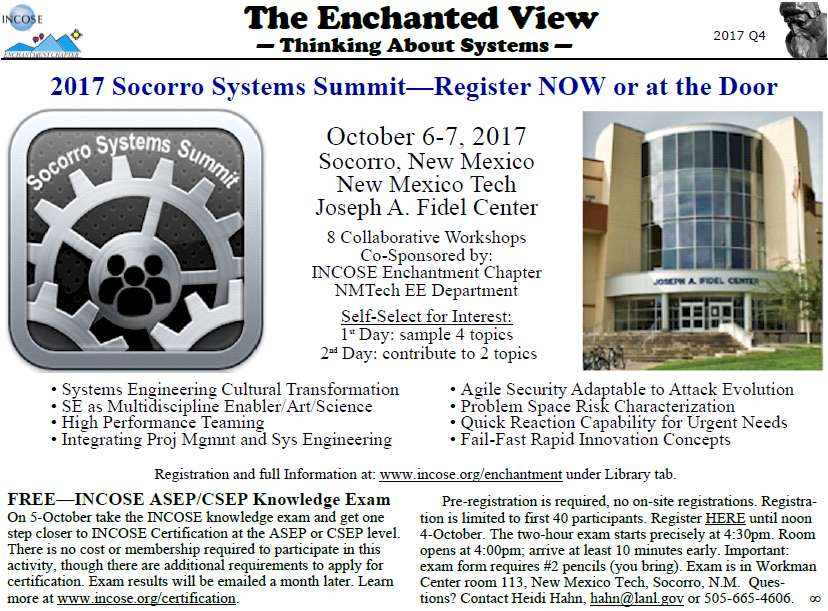 INCOSE
ENCHANTMENT CHAPTER
The Enchanted View
— Thinking About Systems —
2017 Q4
2017 Socorro Systems Summit—Register NOW or at the Door
Socorro Systems Summit
October 6-7, 2017
Socorro, New Mexico
New Mexico Tech
Joseph A. Fidel Center
8 Collaborative Workshops
Co-Sponsored by:
INCOSE Enchantment Chapter
NMTech EE Department
Self-Select for Interest:
1st Day: sample 4 topics
2nd Day: contribute to 2 topics
JOSEPH A. FIDEL CENTER
• Systems Engineering Cultural Transformation
• SE as Multidiscipline Enabler/Art/Science
• High Performance Teaming
• Integrating Proj Mgmnt and Sys Engineering
• Agile Security Adaptable to Attack Evolution
• Problem Space Risk Characterization
• Quick Reaction Capability for Urgent Needs
• Fail-Fast Rapid Innovation Concepts
Registration and full Information at: www.incose.org/enchantment under Library tab.
FREE—INCOSE ASEP/CSEP Knowledge Exam
On 5-October take the INCOSE knowledge exam and get one
step closer to INCOSE Certification at the ASEP or CSEP level.
There is no cost or membership required to participate in this
activity, though there are additional requirements to apply for
certification. Exam results will be emailed a month later. Learn
more at www.incose.org/certification.
Pre-registration is required, no on-site registrations. Registra-
tion is limited to first 40 participants. Register HERE until noon
4-October. The two-hour exam starts precisely at 4:30pm. Room
opens at 4:00pm; arrive at least 10 minutes early. Important:
exam form requires #2 pencils (you bring). Exam is in Workman
Center room 113, New Mexico Tech, Socorro, N.M. Ques-
tions? Contact Heidi Hahn, hahn@lanl.gov or 505-665-4606. ∞